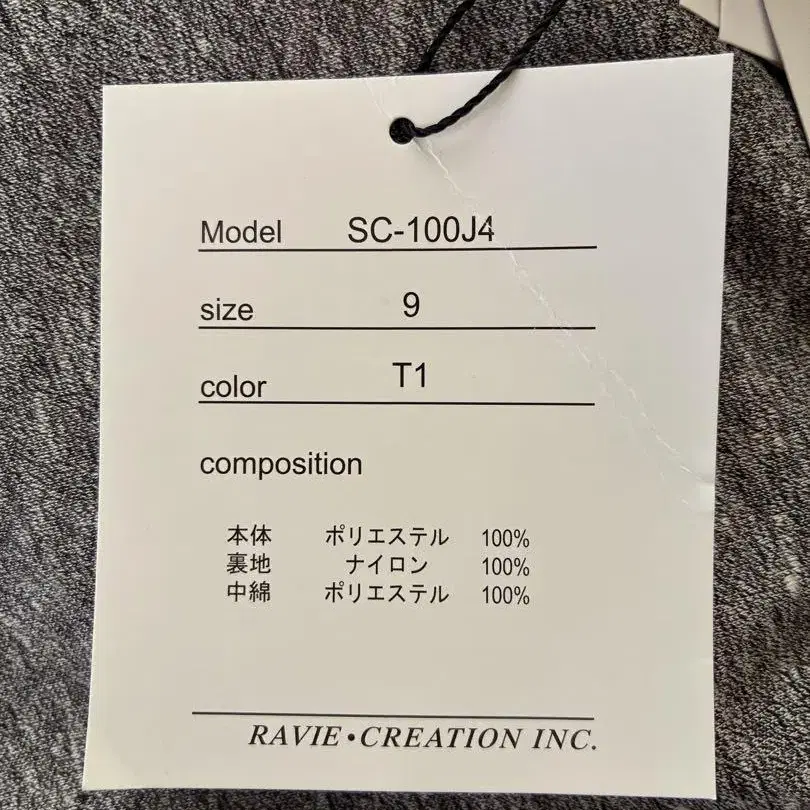 Model SC-100J4
size 9
color T1
composition
本体 ポリエステル 100%
裏地 ナイロン 100%
中綿 ポリエステル 100%
RAVIE•CREATION INC.